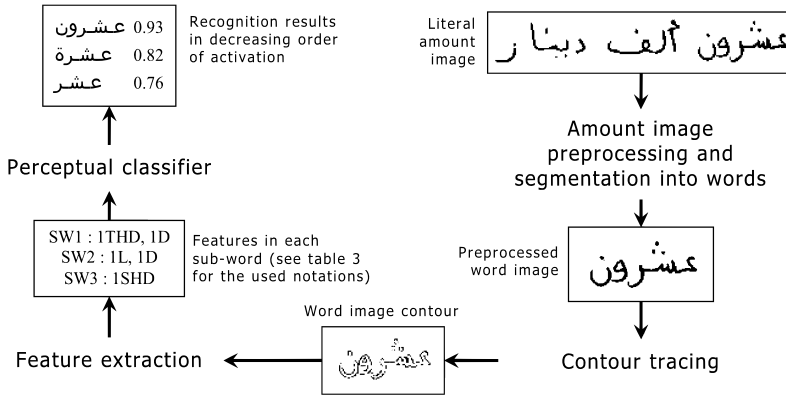 عشرون 0.93
عشرة 0.82
عشر 0.76
Recognition results
in decreasing order
of activation
Literal
amount
image
عشرون ألف دينار
Amount image
preprocessing and
segmentation into words
Perceptual classifier
SW1 : 1THD, 1D
SW2 : 1L, 1D
SW3 : 1SHD
Features in each
sub-word (see table 3
for the used notations)
Preprocessed
word image
عشرون
Word image contour
عشرون
Feature extraction
Contour tracing